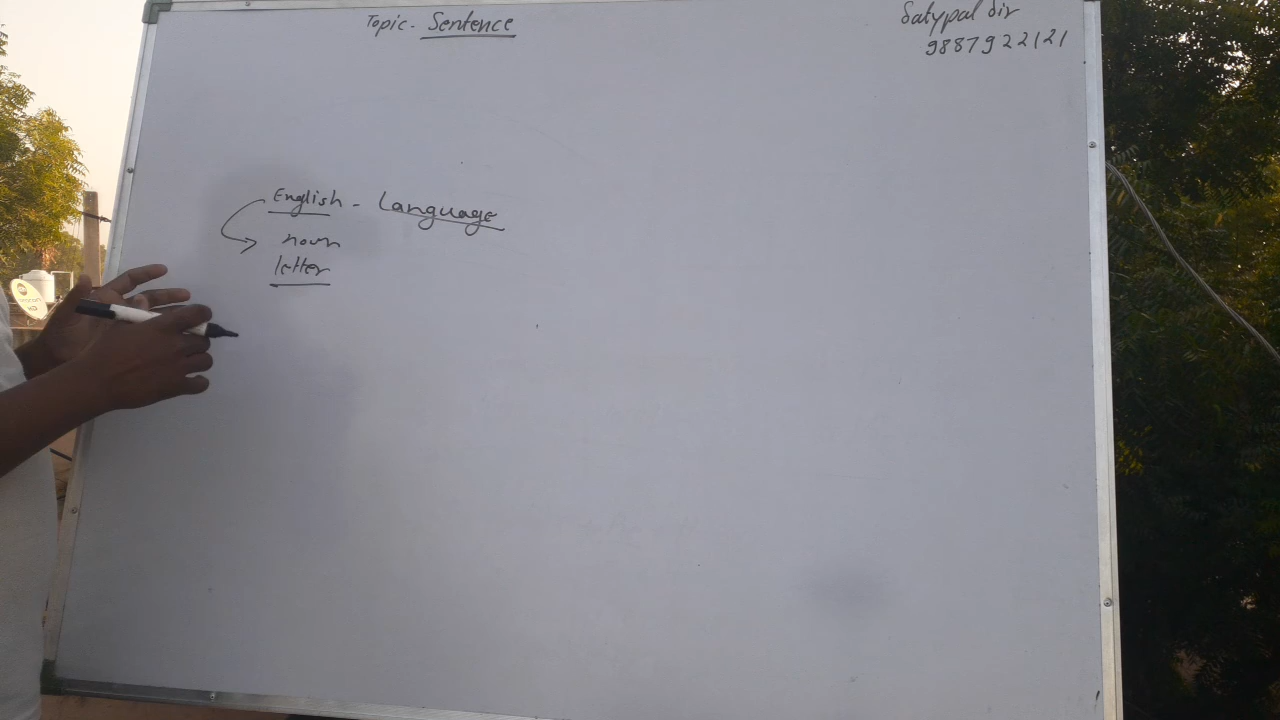 Topic. Sentence
Satypal Sir
9887922121
English - Language
noun
letter